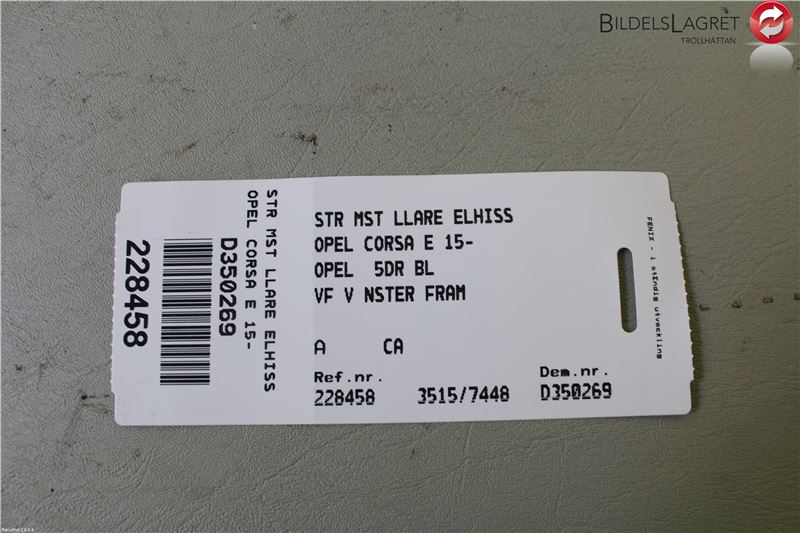 BILDELSLAGRET
TROLLHÄTTAN
STR MST LLARE ELHISS
OPEL CORSA E 15-
OPEL 5DR BL
VF V NSTER FRAM
A CA
Ref.nr.
228458 3515/7448
Dem.nr.
D350269
FENIX - i ständig utveckling
STR MST LLARE ELHISS
OPEL CORSA E 15-
D350269
228458